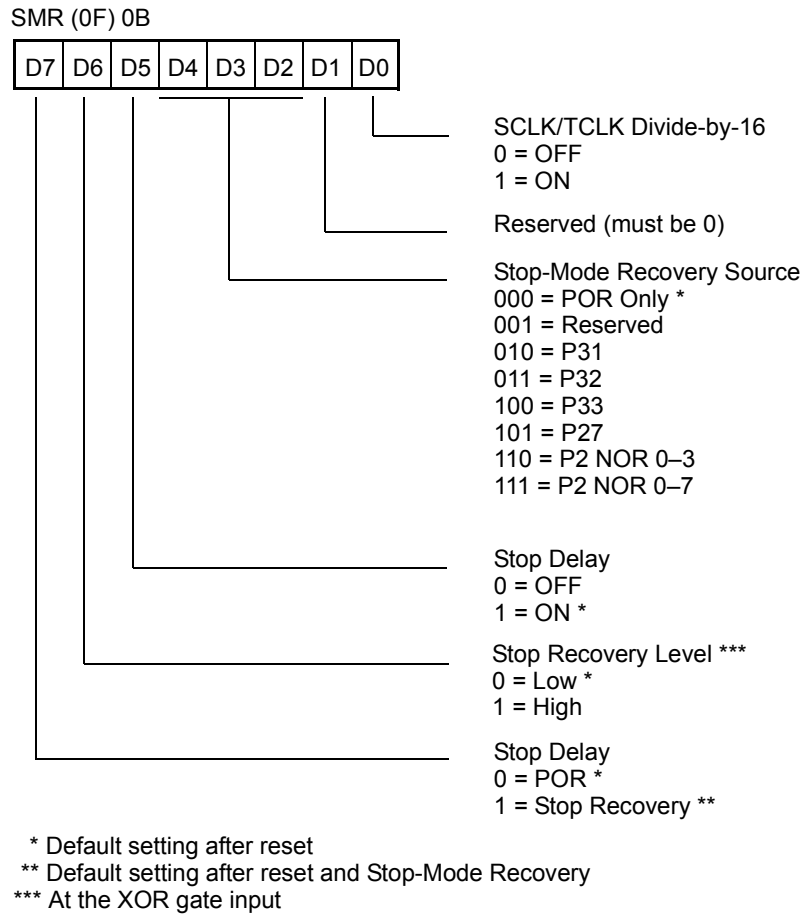 SMR (0F) 0B
D7 D6 D5 D4 D3 D2 D1 D0
SCLK/TCLK Divide-by-16
0 = OFF
1 = ON
Reserved (must be 0)
Stop-Mode Recovery Source
000 = POR Only *
001 = Reserved
010 = P31
011 = P32
100 = P33
101 = P27
110 = P2 NOR 0–3
111 = P2 NOR 0–7
Stop Delay
0 = OFF
1 = ON *
Stop Recovery Level ***
0 = Low *
1 = High
Stop Delay
0 = POR *
1 = Stop Recovery **
* Default setting after reset
** Default setting after reset and Stop-Mode Recovery
*** At the XOR gate input